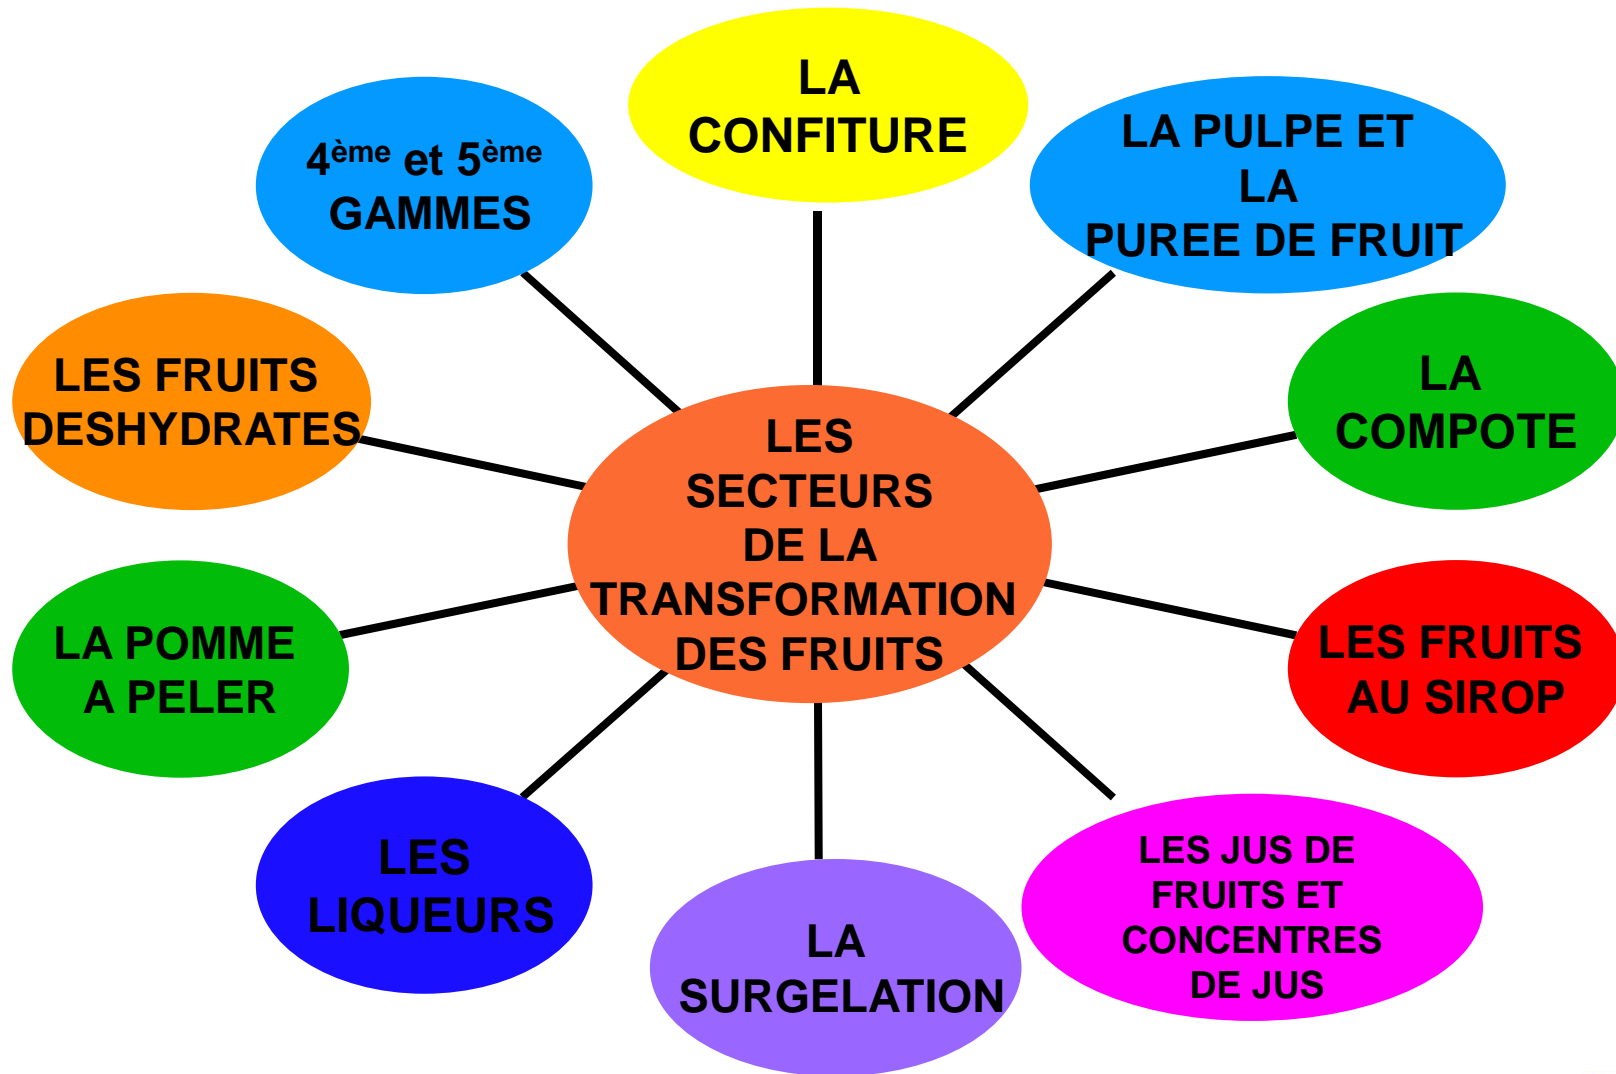 LA
CONFITURE
4ème et 5ème
GAMMES
LA PULPE ET
LA
PUREE DE FRUIT
LES FRUITS
DESHYDRATES
LA
COMPOTE
LES
SECTEURS
DE LA
TRANSFORMATION
DES FRUITS
LA POMME
A PELER
LES FRUITS
AU SIROP
LES
LIQUEURS
LES JUS DE
FRUITS ET
CONCENTRES
DE JUS
LA
SURGELATION